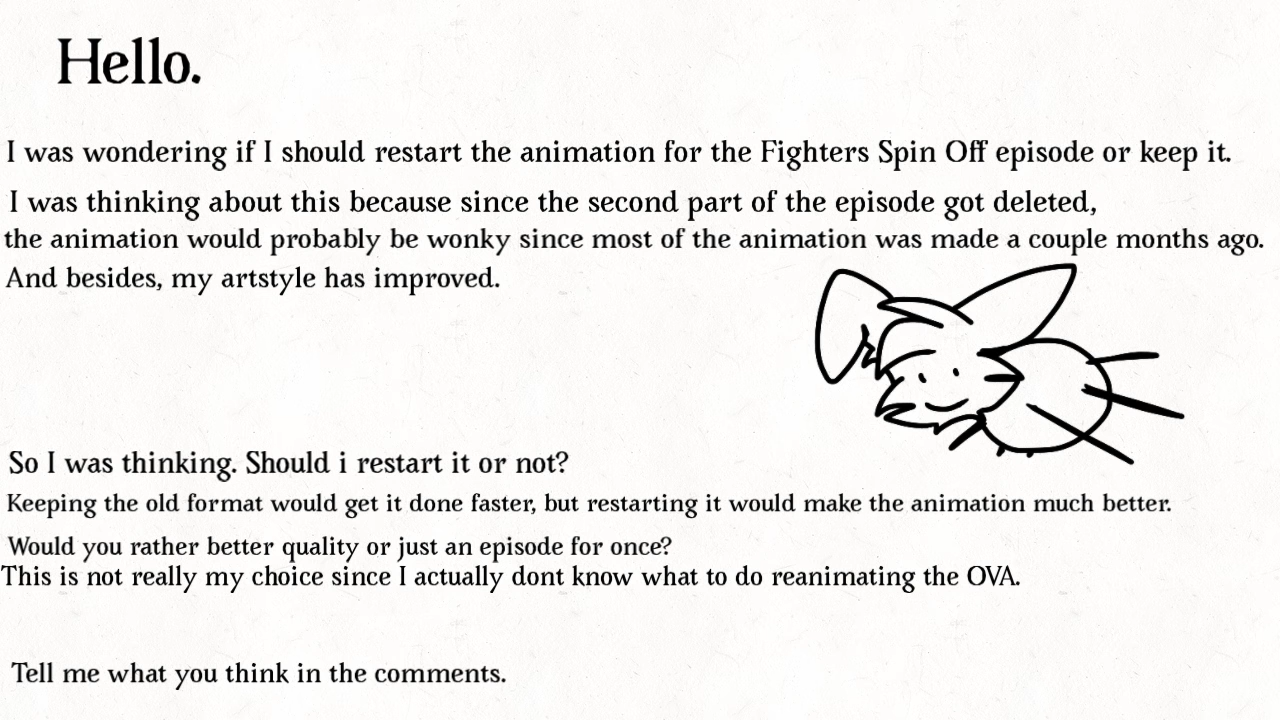 Hello.
I was wondering if I should restart the animation for the Fighters Spin Off episode or keep it.
I was thinking about this because since the second part of the episode got deleted,
the animation would probably be wonky since most of the animation was made a couple months ago.
And besides, my artstyle has improved.
So I was thinking. Should i restart it or not?
Keeping the old format would get it done faster, but restarting it would make the animation much better.
Would you rather better quality or just an episode for once?
This is not really my choice since I actually dont know what to do reanimating the OVA.
Tell me what you think in the comments.